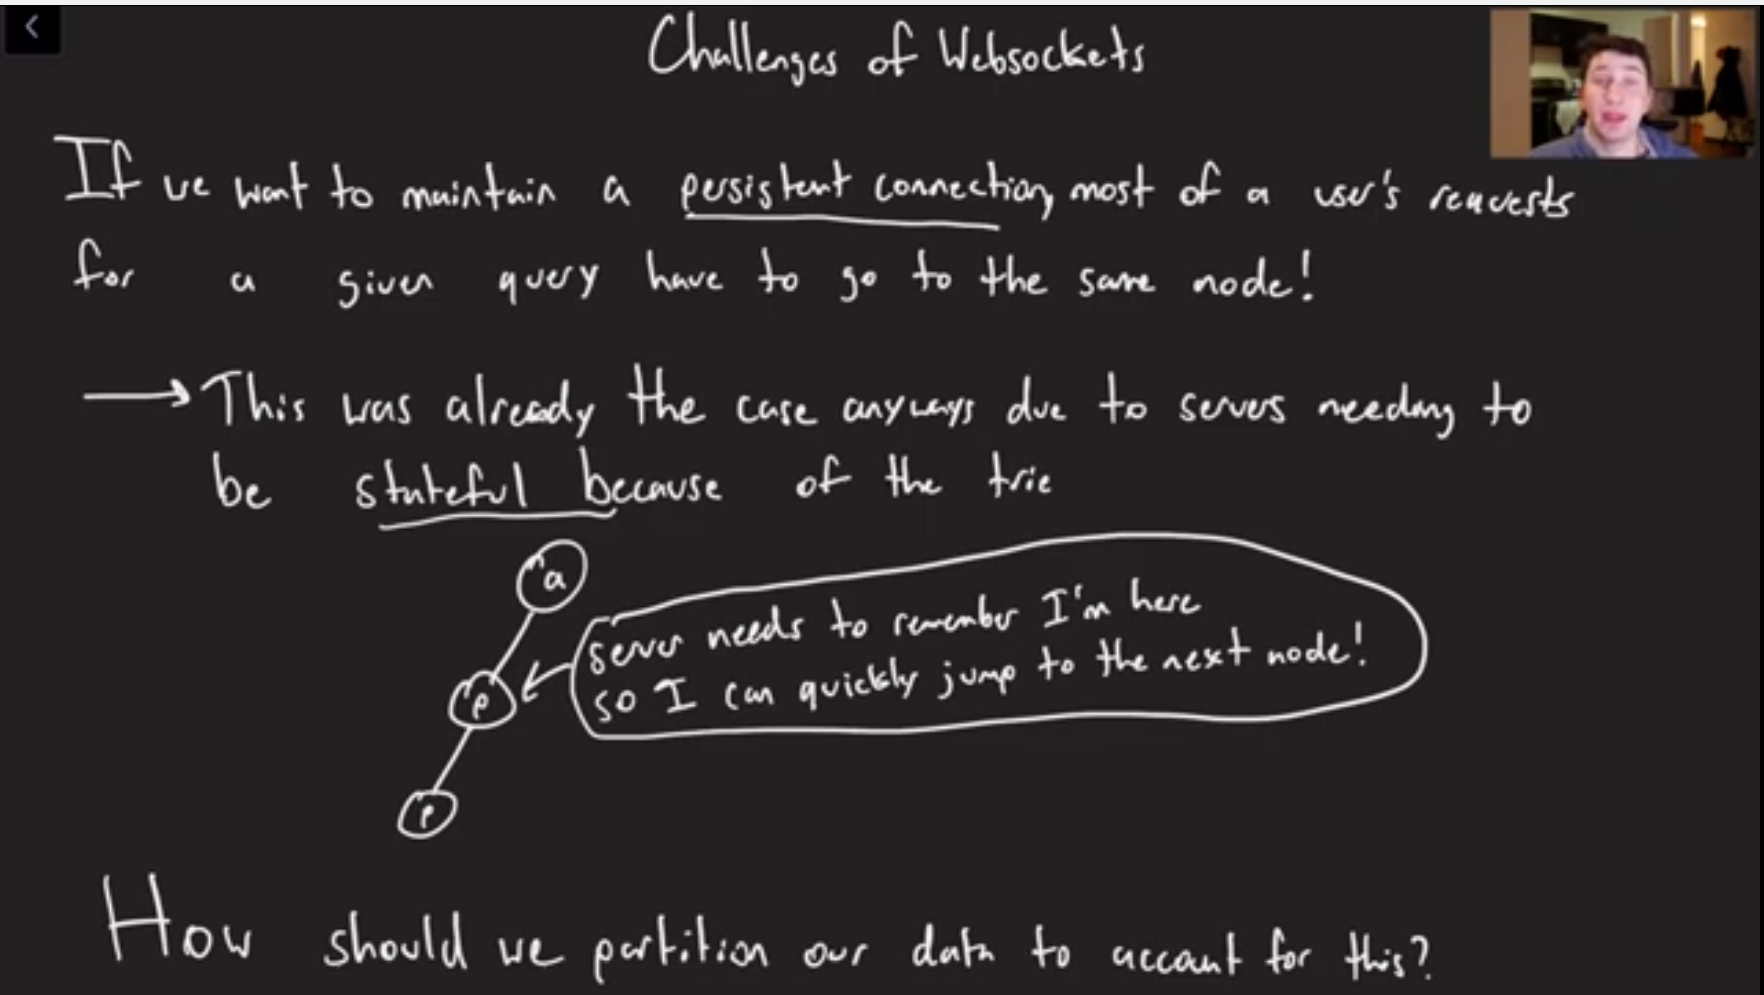 Challenges of Websockets
If we want to maintain a persistent connection, most of a user's requests
for a given query have to go to the same node!
→ This was already the case anyways due to servers needing to
be stateful because of the trie
a
server needs to remember I'm here
so I can quickly jump to the next node!
p
p
How should we partition our data to account for this?